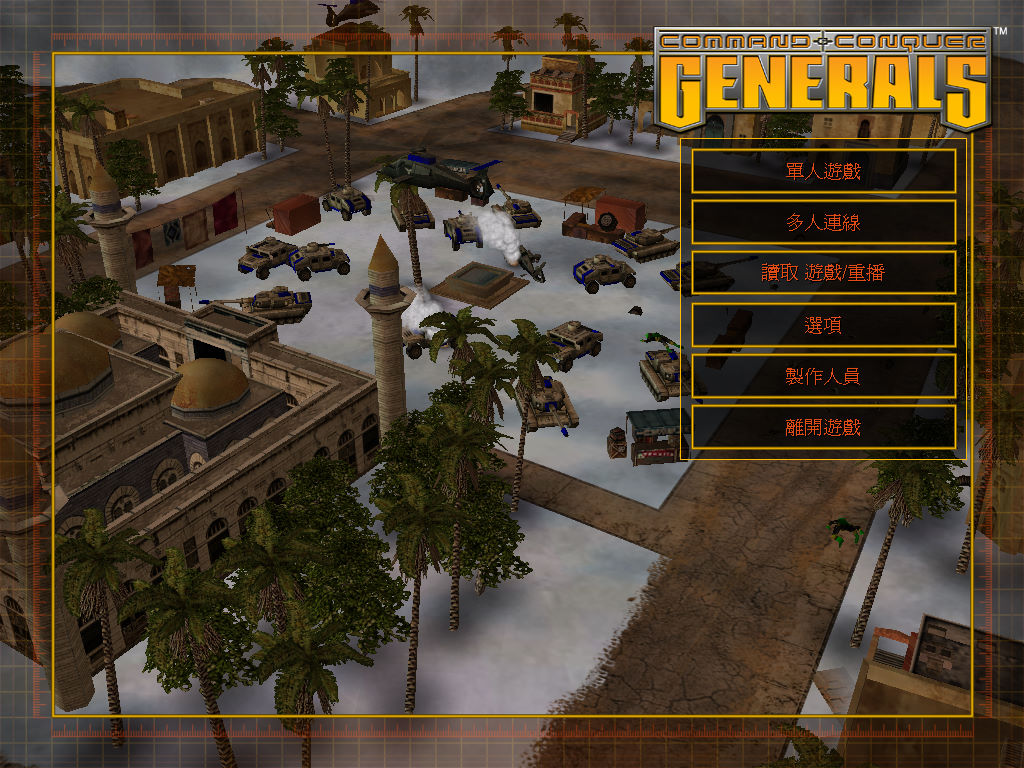 COMMAND & CONQUER
GENERALS™
單人遊戲
多人連線
讀取 遊戲/重播
選項
製作人員
離開遊戲